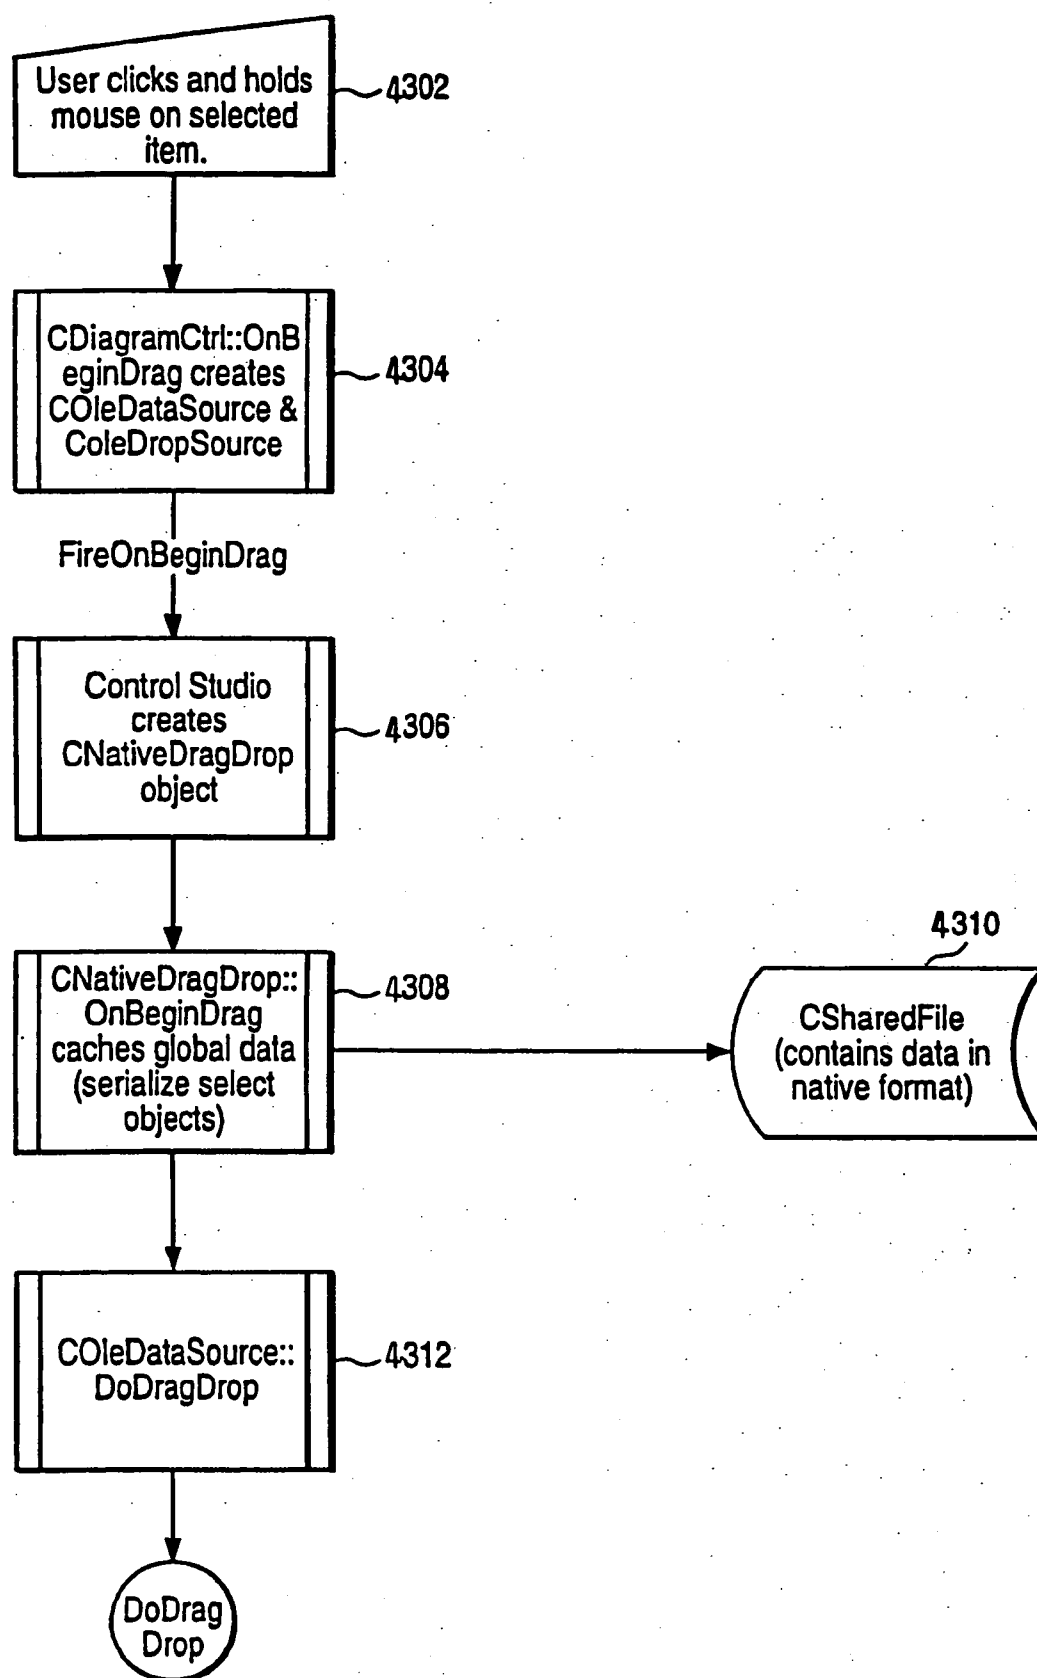 User clicks and holds
mouse on selected
item.
4302
CDiagramCtrl::OnB
eginDrag creates
COleDataSource &
ColeDropSource
4304
FireOnBeginDrag
Control Studio
creates
CNativeDragDrop
object
4306
CNativeDragDrop::
OnBeginDrag
caches global data
(serialize select
objects)
4308
4310
CSharedFile
(contains data in
native format)
COleDataSource::
DoDragDrop
4312
DoDrag
Drop